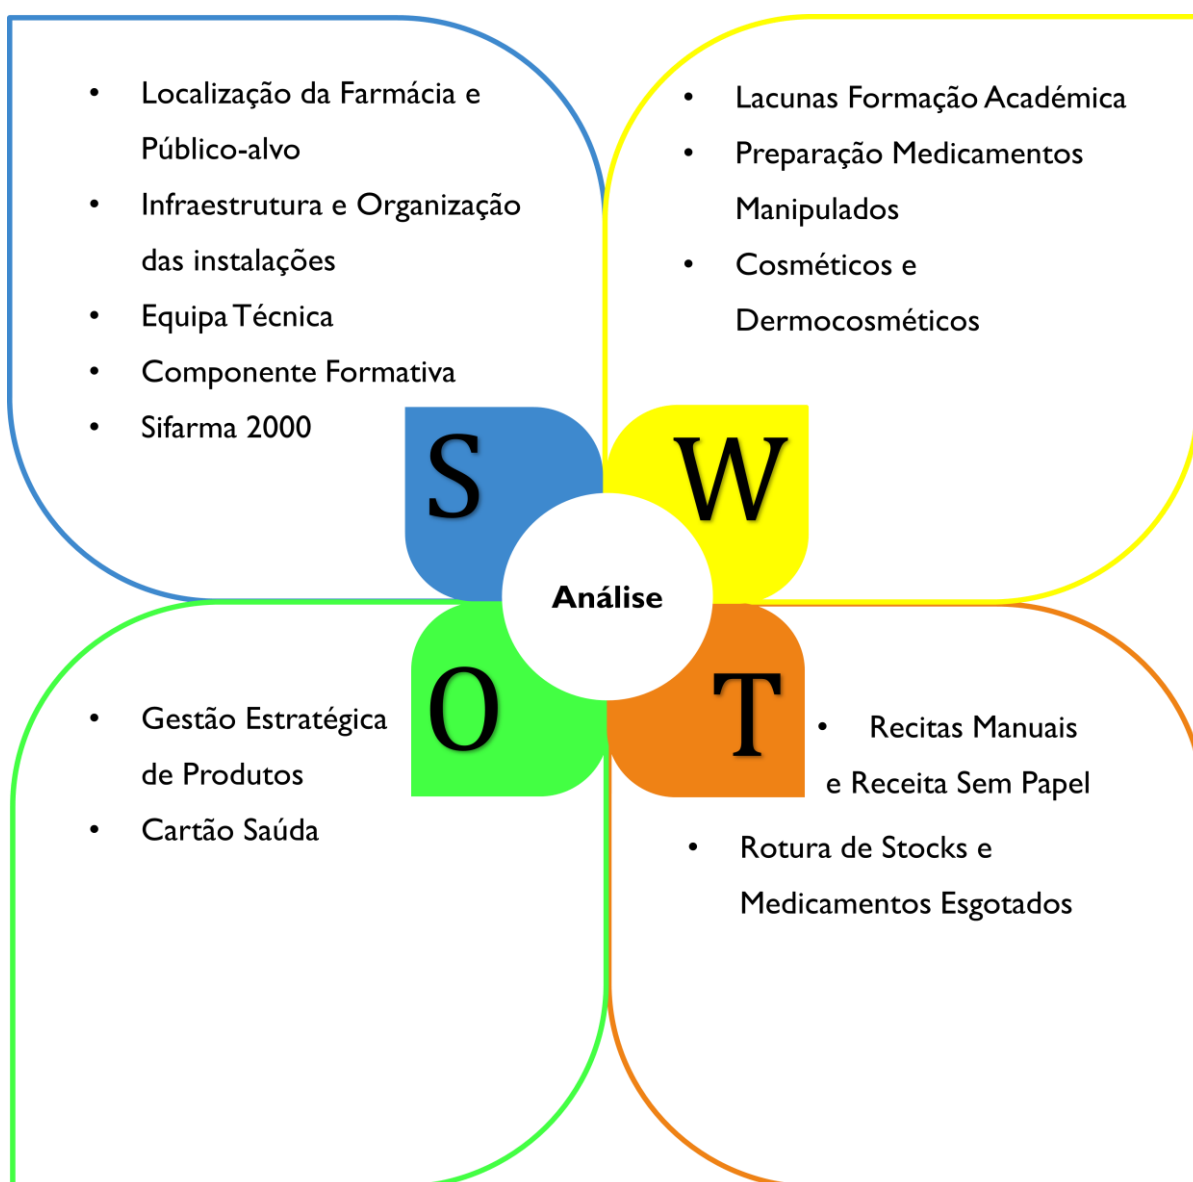 • Localização da Farmácia e
Público-alvo
• Infraestrutura e Organização
das instalações
• Equipa Técnica
• Componente Formativa
• Sifarma 2000
• Lacunas Formação Académica
• Preparação Medicamentos
Manipulados
• Cosméticos e
Dermocosméticos
S
W
Análise
O
T
• Gestão Estratégica
de Produtos
• Cartão Saúda
• Recitas Manuais
e Receita Sem Papel
• Rotura de Stocks e
Medicamentos Esgotados